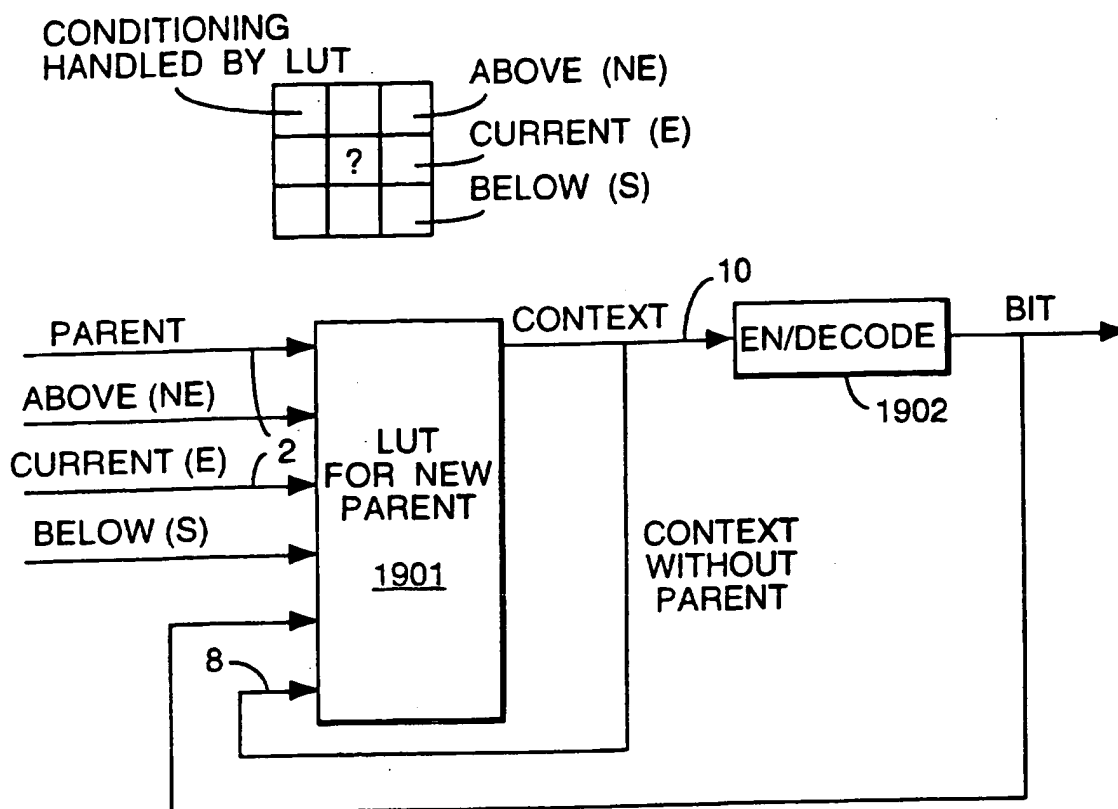 CONDITIONING
HANDLED BY LUT
ABOVE (NE)
CURRENT (E)
?
BELOW (S)
10
PARENT
CONTEXT
BIT
EN/DECODE
ABOVE (NE)
1902
2
CURRENT (E)
LUT
FOR NEW
PARENT
BELOW (S)
1901
CONTEXT
WITHOUT
PARENT
8